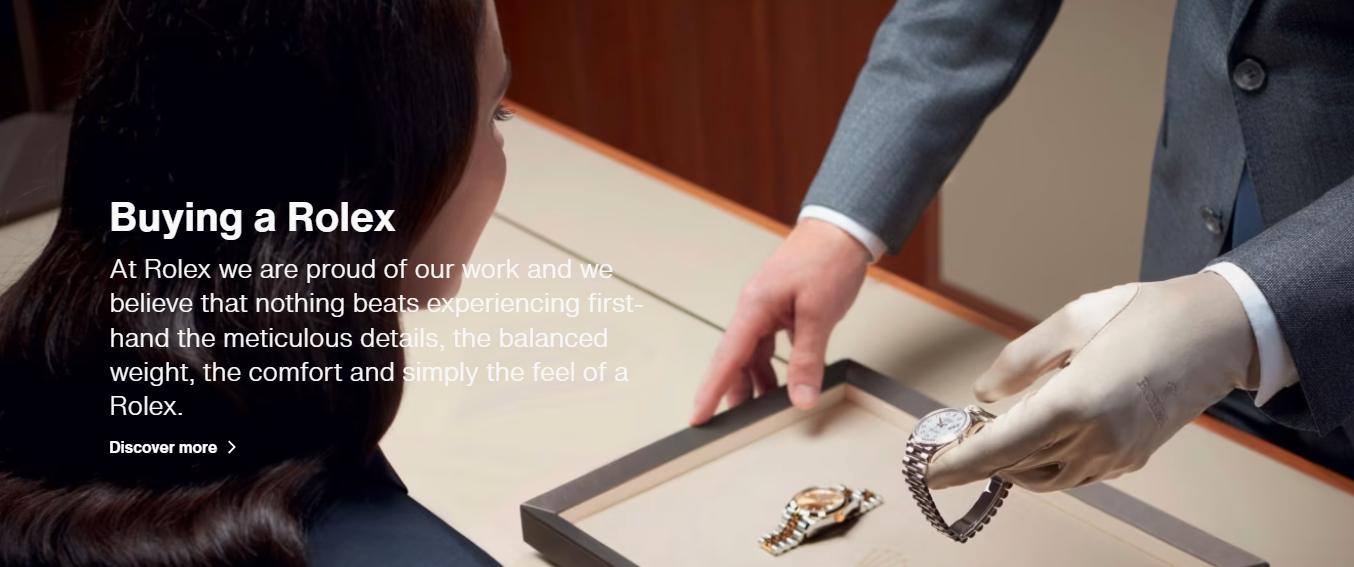 Buying a Rolex
At Rolex we are proud of our work and we
believe that nothing beats experiencing first-
hand the meticulous details, the balanced
weight, the comfort and simply the feel of a
Rolex.
Discover more